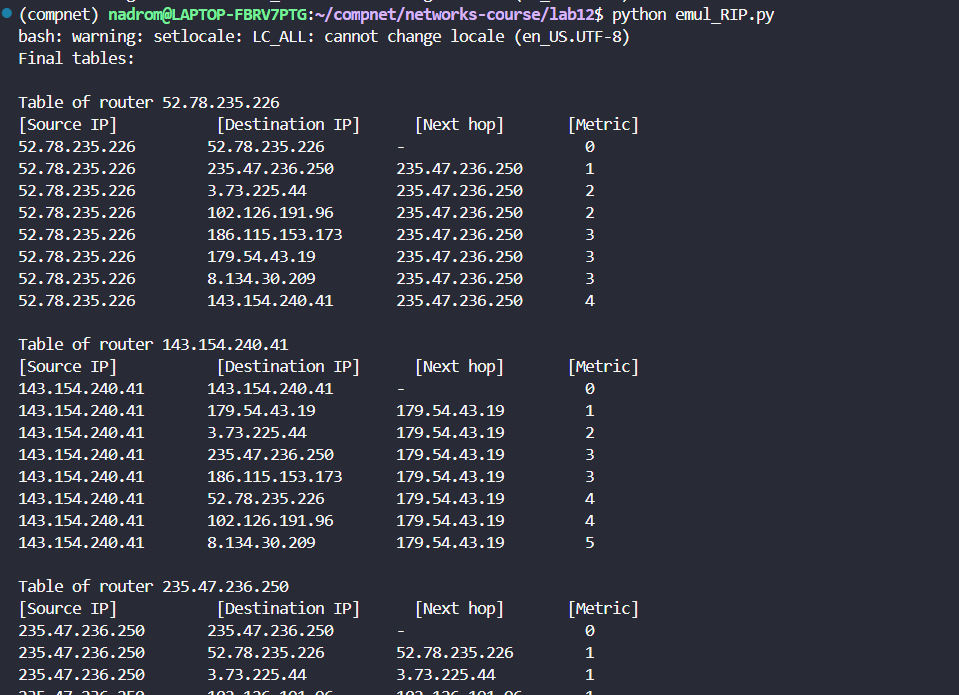 (compnet) nadrom@LAPTOP-FBRV7PTG:~/compnet/networks-course/lab12$ python emul_RIP.py
bash: warning: setlocale: LC_ALL: cannot change locale (en_US.UTF-8)
Final tables:
Table of router 52.78.235.226
[Source IP] [Destination IP] [Next hop] [Metric]
52.78.235.226 52.78.235.226 - 0
52.78.235.226 235.47.236.250 235.47.236.250 1
52.78.235.226 3.73.225.44 235.47.236.250 2
52.78.235.226 102.126.191.96 235.47.236.250 2
52.78.235.226 186.115.153.173 235.47.236.250 3
52.78.235.226 179.54.43.19 235.47.236.250 3
52.78.235.226 8.134.30.209 235.47.236.250 3
52.78.235.226 143.154.240.41 235.47.236.250 4
Table of router 143.154.240.41
[Source IP] [Destination IP] [Next hop] [Metric]
143.154.240.41 143.154.240.41 - 0
143.154.240.41 179.54.43.19 179.54.43.19 1
143.154.240.41 3.73.225.44 179.54.43.19 2
143.154.240.41 235.47.236.250 179.54.43.19 3
143.154.240.41 186.115.153.173 179.54.43.19 3
143.154.240.41 52.78.235.226 179.54.43.19 4
143.154.240.41 102.126.191.96 179.54.43.19 4
143.154.240.41 8.134.30.209 179.54.43.19 5
Table of router 235.47.236.250
[Source IP] [Destination IP] [Next hop] [Metric]
235.47.236.250 235.47.236.250 - 0
235.47.236.250 52.78.235.226 52.78.235.226 1
235.47.236.250 3.73.225.44 3.73.225.44 1
235.47.236.250 102.126.191.96 102.126.191.96 1